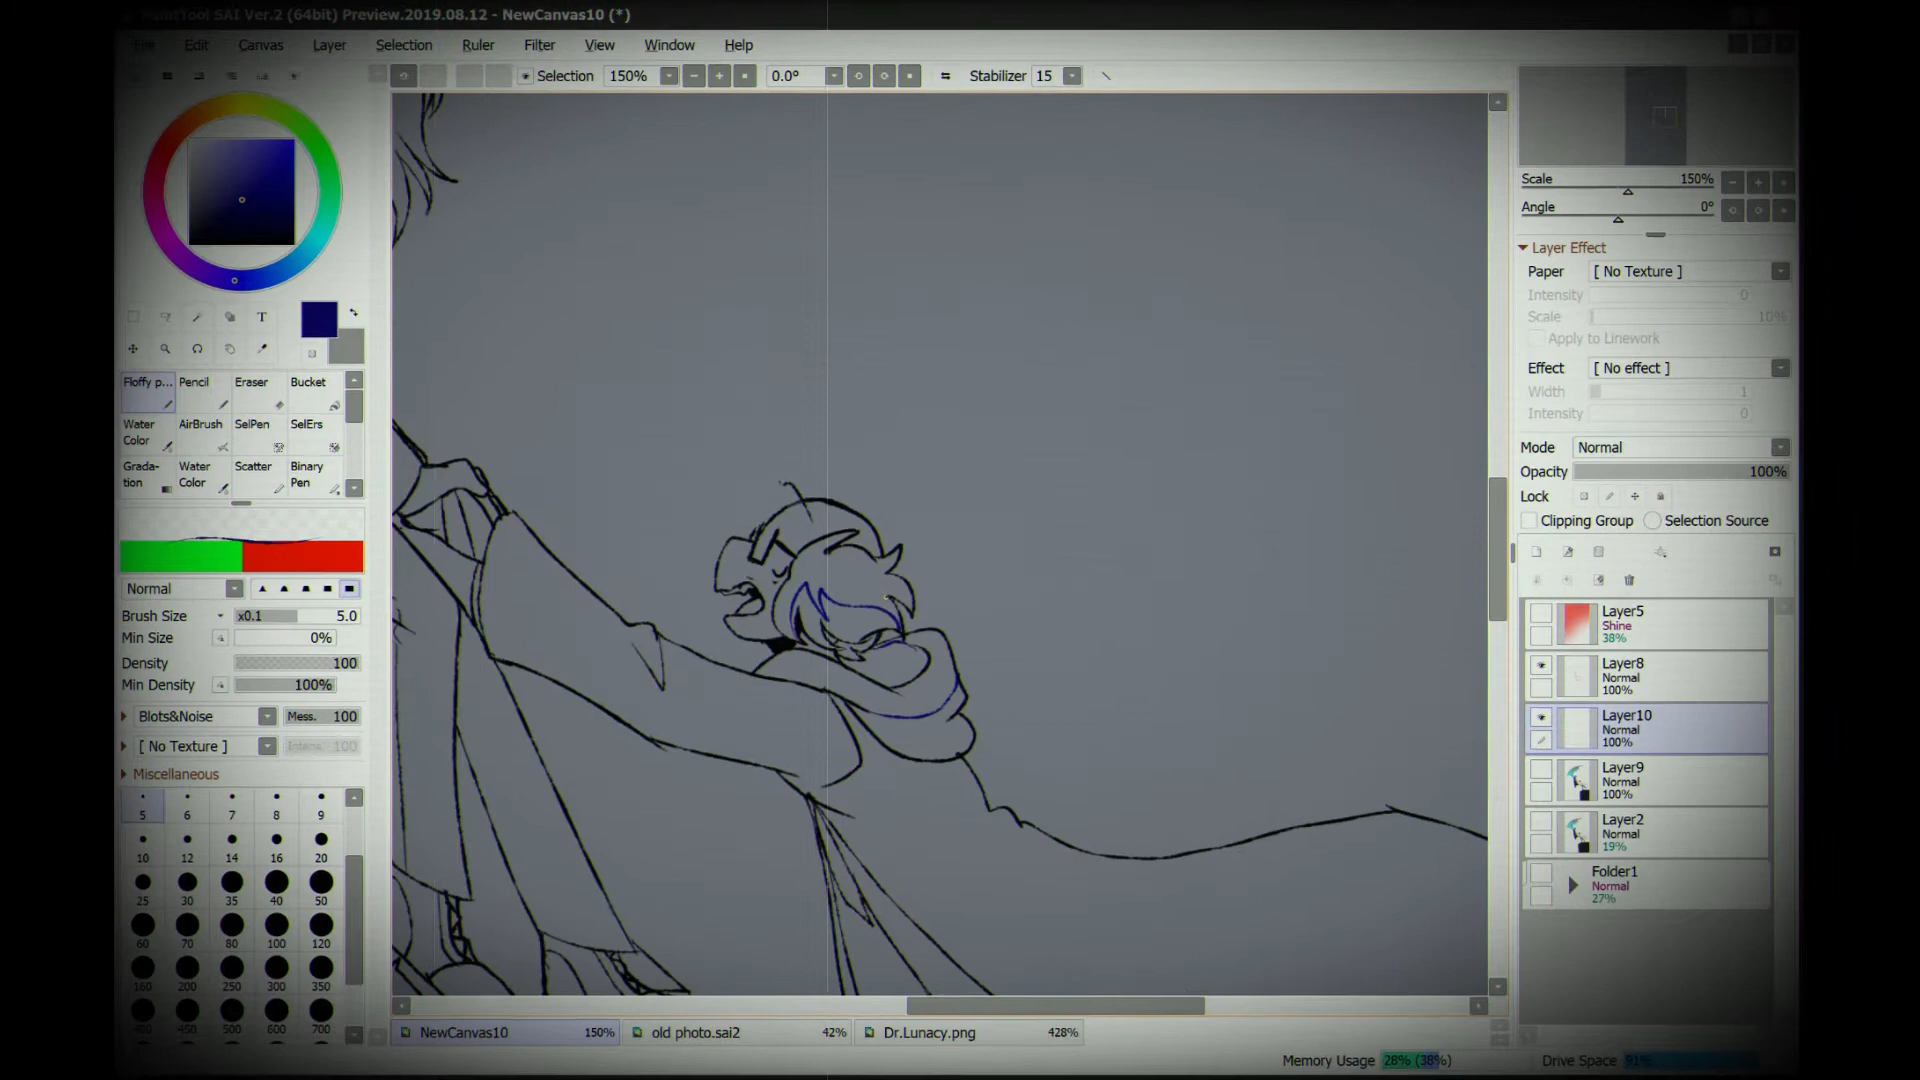 PaintTool SAI Ver.2 (64bit) Preview.2019.08.12 - NewCanvas10 (*)
File Edit Canvas Layer Selection Ruler Filter View Window Help
Selection 150% 0.0° Stabilizer 15
Scale 150%
Angle 0°
Layer Effect
Paper [ No Texture ]
Intensity 0
Scale 10%
Apply to Linework
Effect [ No effect ]
Width 1
Intensity 0
Mode Normal
Opacity 100%
Lock
Clipping Group Selection Source
Layer5
Shine
38%
Layer8
Normal
100%
Layer10
Normal
100%
Layer9
Normal
100%
Layer2
Normal
19%
Folder1
Normal
27%
T
Floffy p... Pencil Eraser Bucket
Water Color AirBrush SelPen SelErs
Grada-tion Water Color Scatter Binary Pen
Normal
Brush Size x0.1 5.0
Min Size 0%
Density 100
Min Density 100%
Blots&Noise Mess. 100
[ No Texture ] Intens. 100
Miscellaneous
5 6 7 8 9
10 12 14 16 20
25 30 35 40 50
60 70 80 100 120
160 200 250 300 350
400 450 500 600 700
NewCanvas10 150% old photo.sai2 42% Dr.Lunacy.png 428%
Memory Usage 28% (38%) Drive Space 91%